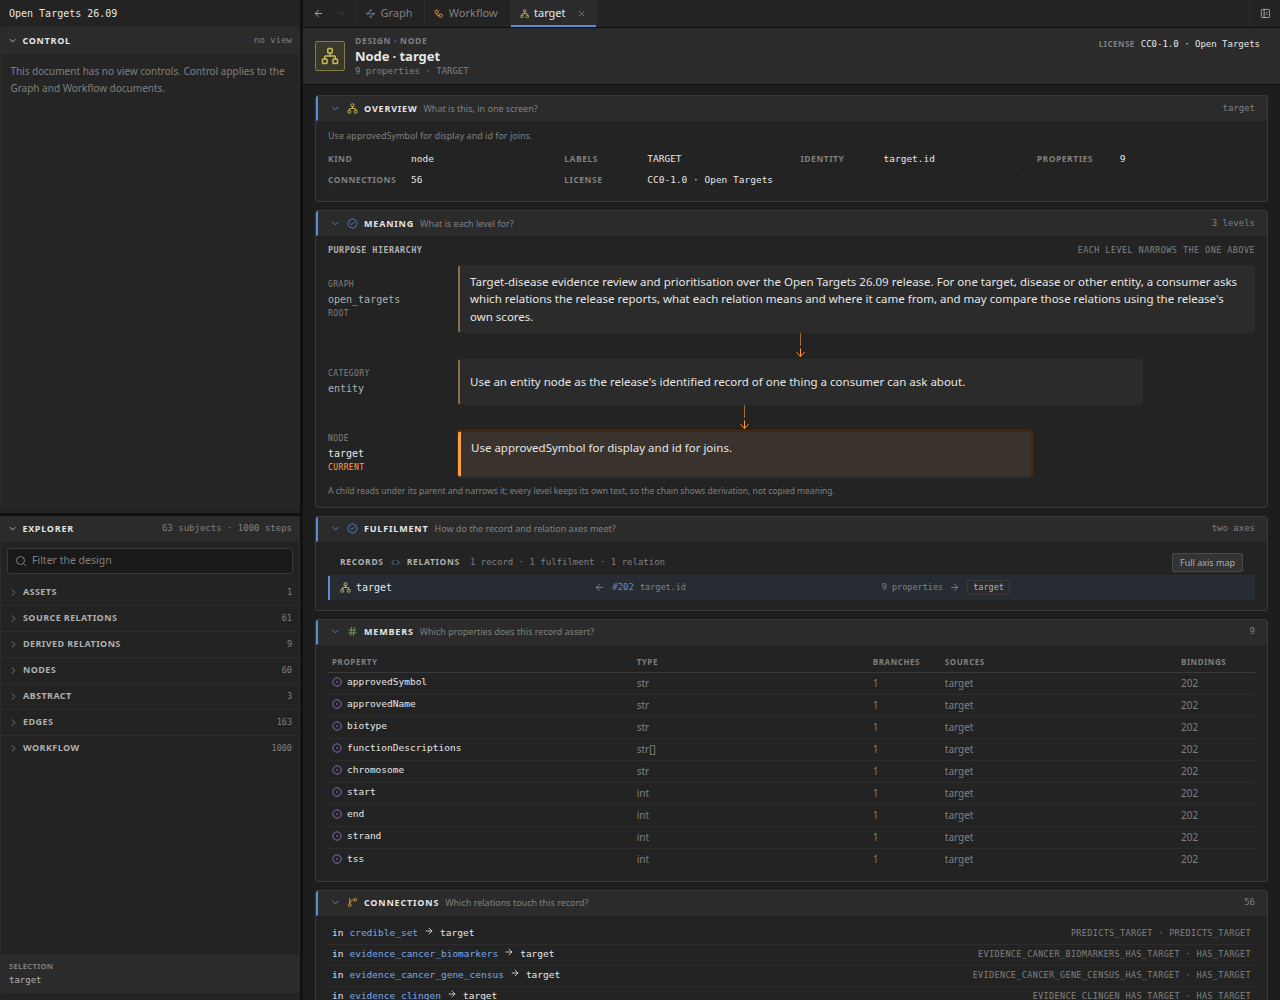 Open Targets 26.09
CONTROL no view
This document has no view controls. Control applies to the
Graph and Workflow documents.
EXPLORER 63 subjects · 1000 steps
Filter the design
ASSETS 1
SOURCE RELATIONS 61
DERIVED RELATIONS 9
NODES 60
ABSTRACT 3
EDGES 163
WORKFLOW 1000
SELECTION
target
← → Graph Workflow target ×
DESIGN · NODE
Node · target
9 properties · TARGET
LICENSE CC0-1.0 · Open Targets
OVERVIEW What is this, in one screen? target
Use approvedSymbol for display and id for joins.
KIND node LABELS TARGET IDENTITY target.id PROPERTIES 9
CONNECTIONS 56 LICENSE CC0-1.0 · Open Targets
MEANING What is each level for? 3 levels
PURPOSE HIERARCHY EACH LEVEL NARROWS THE ONE ABOVE
GRAPH
open_targets
ROOT
Target-disease evidence review and prioritisation over the Open Targets 26.09 release. For one target, disease or other entity, a consumer asks
which relations the release reports, what each relation means and where it came from, and may compare those relations using the release's
own scores.
CATEGORY
entity
Use an entity node as the release's identified record of one thing a consumer can ask about.
NODE
target
CURRENT
Use approvedSymbol for display and id for joins.
A child reads under its parent and narrows it; every level keeps its own text, so the chain shows derivation, not copied meaning.
FULFILMENT How do the record and relation axes meet? two axes
RECORDS <> RELATIONS 1 record · 1 fulfilment · 1 relation Full axis map
target ← #202 target.id 9 properties → target
MEMBERS Which properties does this record assert? 9
PROPERTY TYPE BRANCHES SOURCES BINDINGS
approvedSymbol str 1 target 202
approvedName str 1 target 202
biotype str 1 target 202
functionDescriptions str[] 1 target 202
chromosome str 1 target 202
start int 1 target 202
end int 1 target 202
strand int 1 target 202
tss int 1 target 202
CONNECTIONS Which relations touch this record? 56
in credible_set → target PREDICTS_TARGET · PREDICTS_TARGET
in evidence_cancer_biomarkers → target EVIDENCE_CANCER_BIOMARKERS_HAS_TARGET · HAS_TARGET
in evidence_cancer_gene_census → target EVIDENCE_CANCER_GENE_CENSUS_HAS_TARGET · HAS_TARGET
in evidence_clingen → target EVIDENCE_CLINGEN_HAS_TARGET · HAS_TARGET